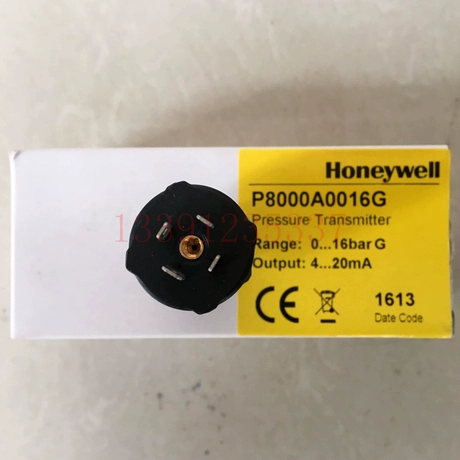 Honeywell
P8000A0016G
Pressure Transmitter
Range: 0...16bar G
Output: 4...20mA
CE
1613
Date Code